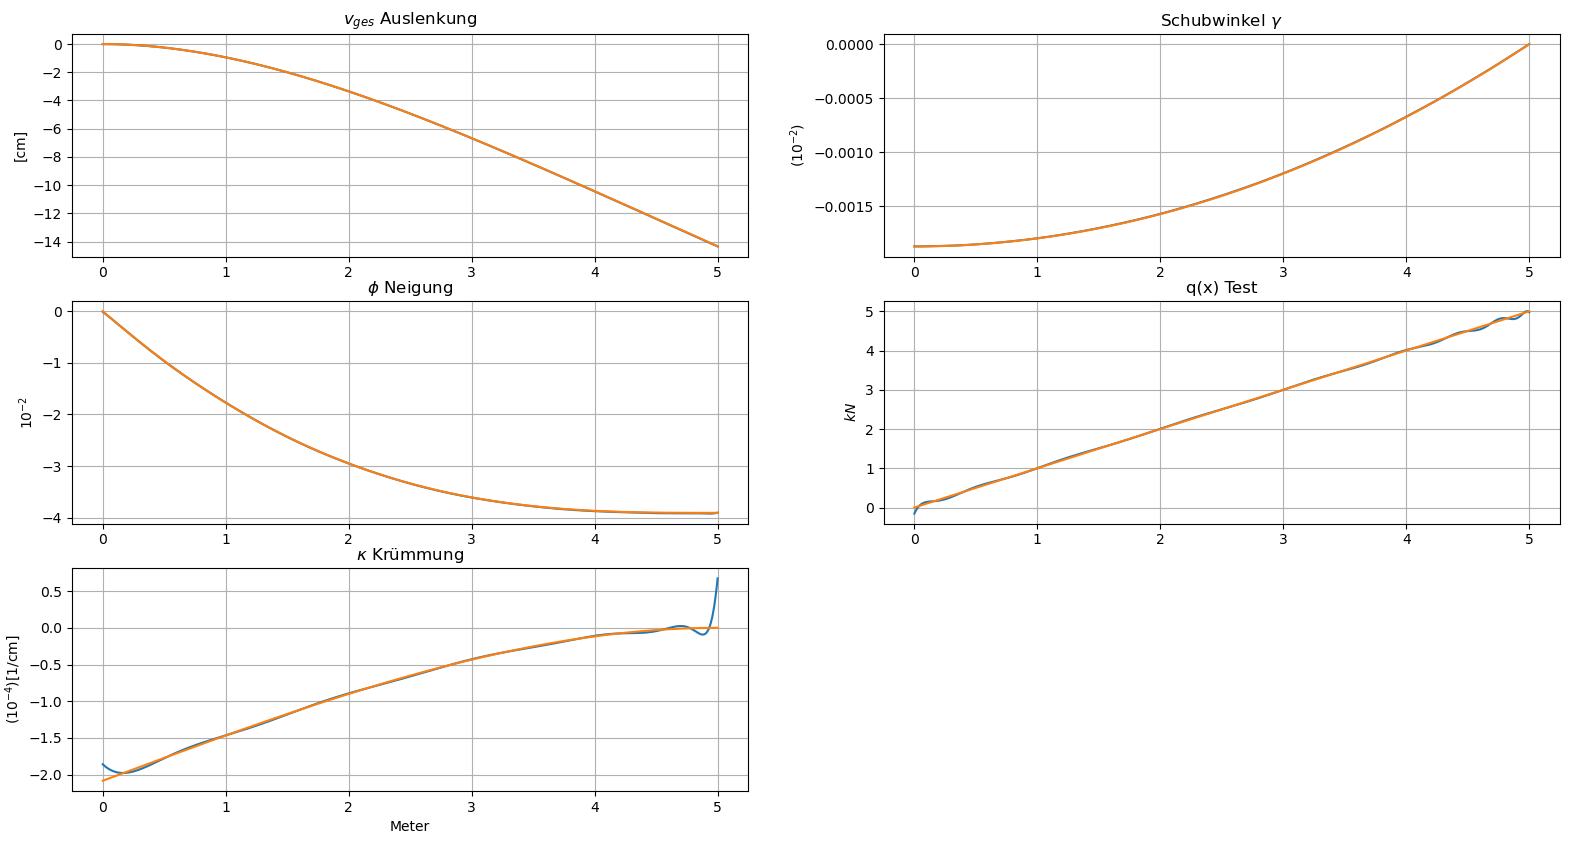 v_ges Auslenkung
[cm]
0
−2
−4
−6
−8
−10
−12
−14
0 1 2 3 4 5
Schubwinkel γ
(10⁻²)
0.0000
−0.0005
−0.0010
−0.0015
0 1 2 3 4 5
ϕ Neigung
10⁻²
0
−1
−2
−3
−4
0 1 2 3 4 5
q(x) Test
kN
5
4
3
2
1
0
0 1 2 3 4 5
κ Krümmung
(10⁻⁴)[1/cm]
0.5
0.0
−0.5
−1.0
−1.5
−2.0
0 1 2 3 4 5
Meter